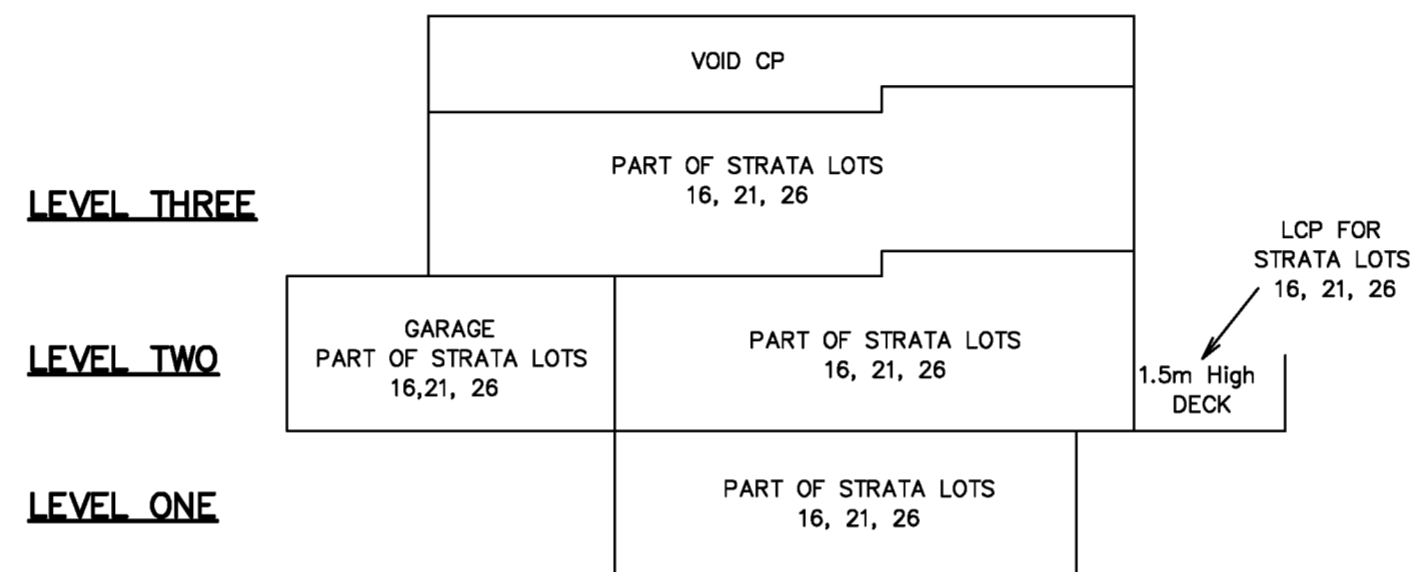 VOID CP
PART OF STRATA LOTS
16, 21, 26
LEVEL THREE
LCP FOR
STRATA LOTS
16, 21, 26
GARAGE
PART OF STRATA LOTS
16,21, 26
LEVEL TWO
PART OF STRATA LOTS
16, 21, 26
1.5m High
DECK
PART OF STRATA LOTS
16, 21, 26
LEVEL ONE